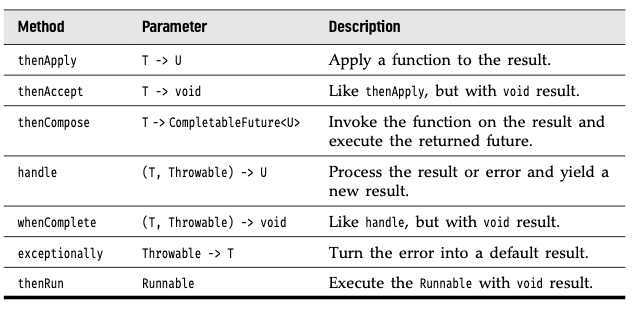 Method Parameter Description
thenApply T -> U Apply a function to the result.
thenAccept T -> void Like thenApply, but with void result.
thenCompose T -> CompletableFuture<U> Invoke the function on the result and
execute the returned future.
handle (T, Throwable) -> U Process the result or error and yield a
new result.
whenComplete (T, Throwable) -> void Like handle, but with void result.
exceptionally Throwable -> T Turn the error into a default result.
thenRun Runnable Execute the Runnable with void result.